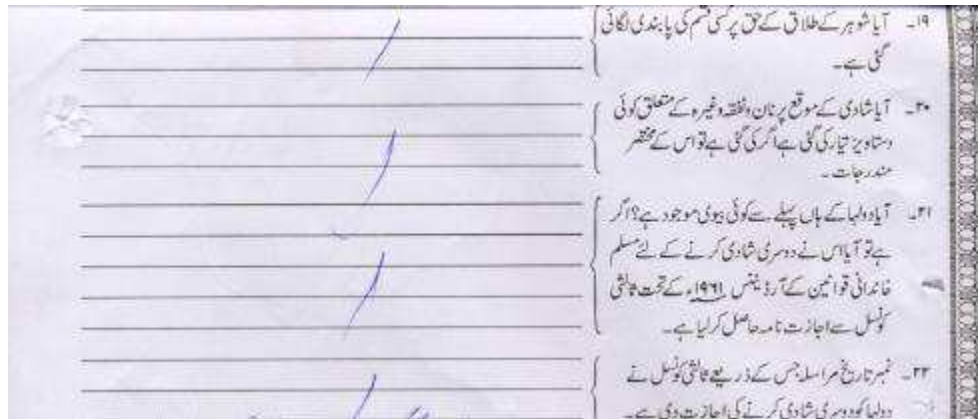 ۱۹۔ آیا شوہر کے طلاق کے حق پر کسی قسم کی پابندی لگائی
گئی ہے۔
۲۰۔ آیا شادی کے موقع پر نان و نفقہ وغیرہ کے متعلق کوئی
دستاویز تیار کی گئی ہے اگر کی گئی ہے تو اس کے مختصر
مندرجات۔
۲۱۔ آیا دولہا کے ہاں پہلے سے کوئی بیوی موجود ہے؟ اگر
ہے تو آیا اس نے دوسری شادی کرنے کے لئے مسلم
خاندانی قوانین کے آرڈیننس ۱۹۶۱ء کے تحت ثالثی
کونسل سے اجازت نامہ حاصل کر لیا ہے۔
۲۲۔ نمبر تاریخ مراسلہ جس کے ذریعے ثالثی کونسل نے
دولہا کو دوسری شادی کرنے کی اجازت دی ہے۔